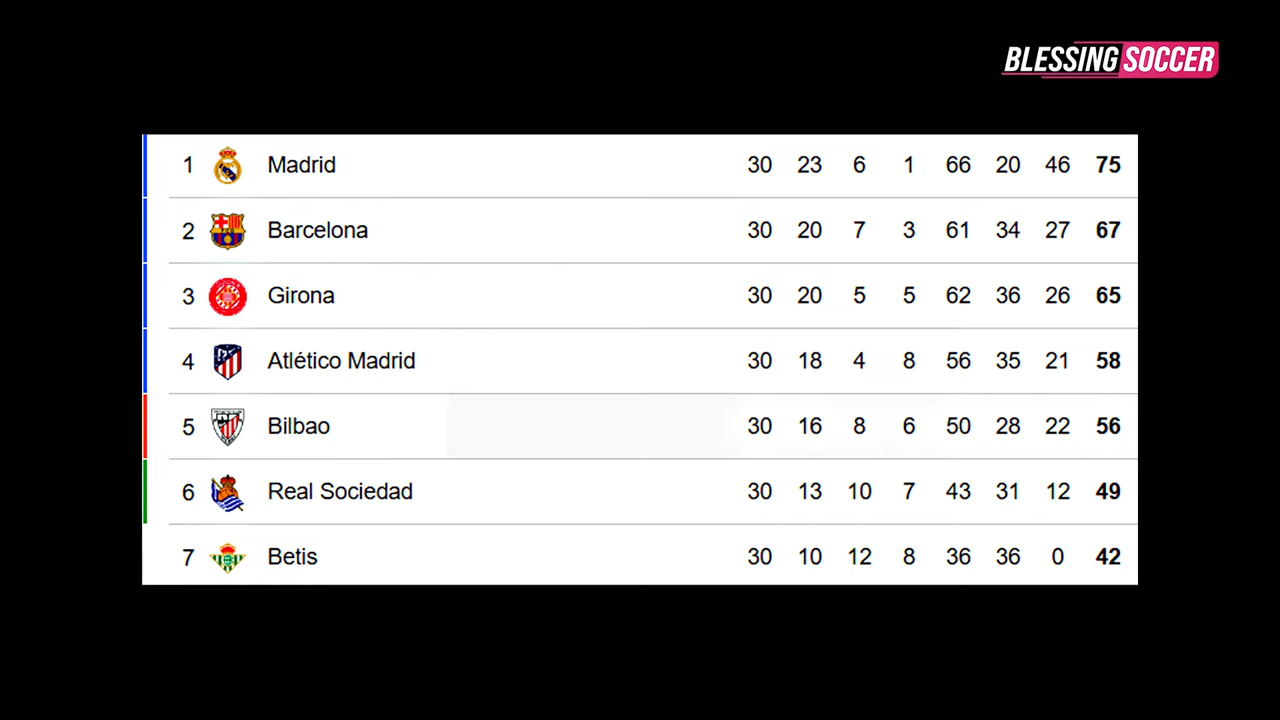 BLESSING SOCCER
1 Madrid 30 23 6 1 66 20 46 75
2 Barcelona 30 20 7 3 61 34 27 67
3 Girona 30 20 5 5 62 36 26 65
4 Atlético Madrid 30 18 4 8 56 35 21 58
5 Bilbao 30 16 8 6 50 28 22 56
6 Real Sociedad 30 13 10 7 43 31 12 49
7 Betis 30 10 12 8 36 36 0 42